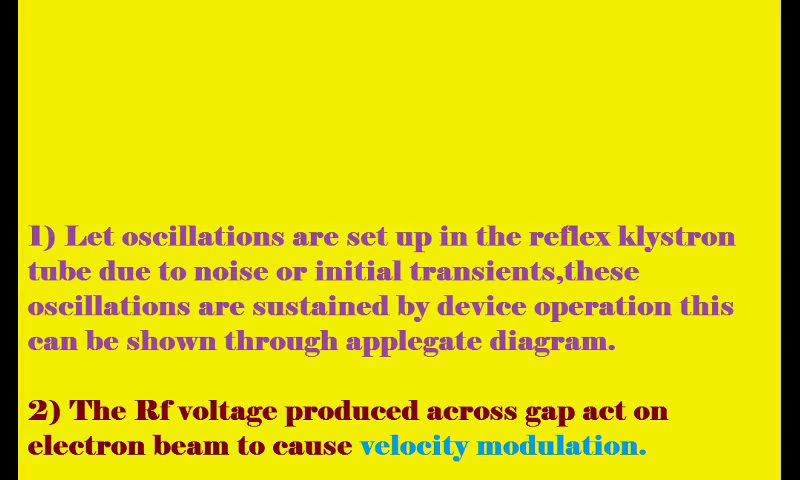 1) Let oscillations are set up in the reflex klystron
tube due to noise or initial transients,these
oscillations are sustained by device operation this
can be shown through applegate diagram.
2) The Rf voltage produced across gap act on
electron beam to cause velocity modulation.